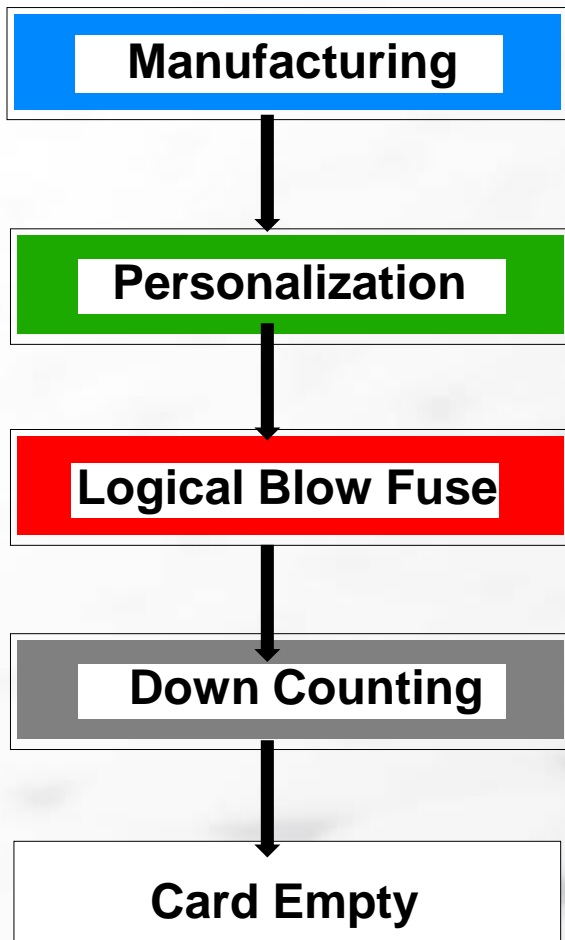 Manufacturing
Personalization
Logical Blow Fuse
Down Counting
Card Empty